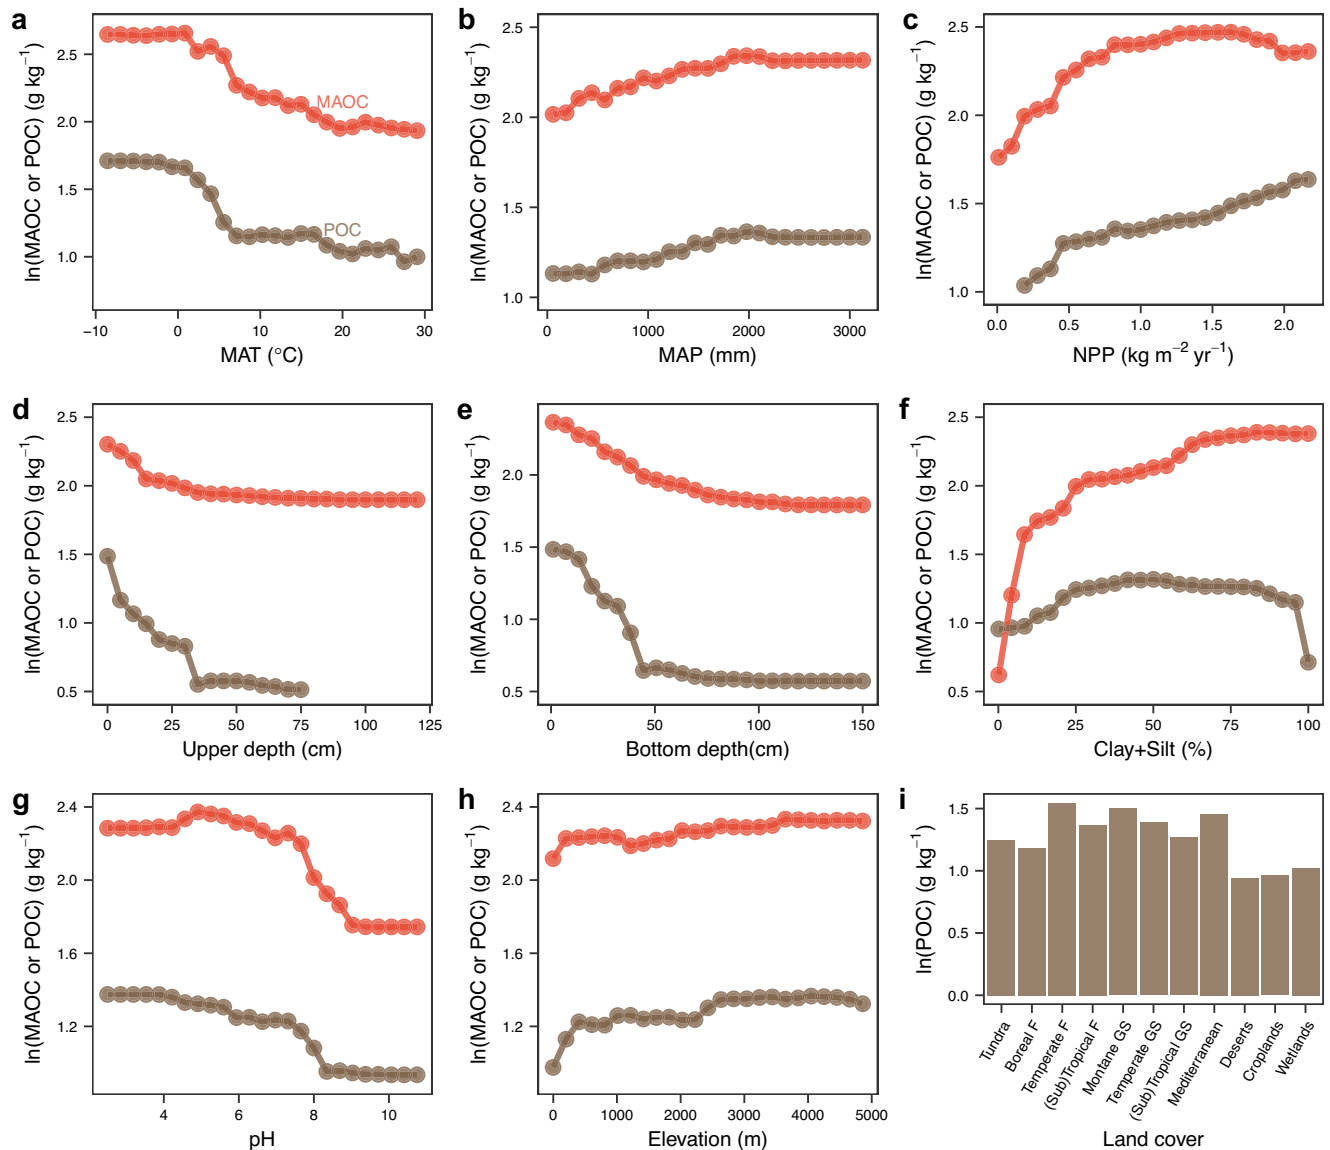 a
ln(MAOC or POC) (g kg⁻¹)
2.5
2.0
1.5
1.0
MAOC
POC
−10
0
10
20
30
MAT (°C)
b
ln(MAOC or POC) (g kg⁻¹)
2.5
2.0
1.5
1.0
0
1000
2000
3000
MAP (mm)
c
ln(MAOC or POC) (g kg⁻¹)
2.5
2.0
1.5
1.0
0.0
0.5
1.0
1.5
2.0
NPP (kg m⁻² yr⁻¹)
d
ln(MAOC or POC) (g kg⁻¹)
2.5
2.0
1.5
1.0
0.5
0
25
50
75
100
125
Upper depth (cm)
e
ln(MAOC or POC) (g kg⁻¹)
2.5
2.0
1.5
1.0
0.5
0
50
100
150
Bottom depth(cm)
f
ln(MAOC or POC) (g kg⁻¹)
2.5
2.0
1.5
1.0
0.5
0
25
50
75
100
Clay+Silt (%)
g
ln(MAOC or POC) (g kg⁻¹)
2.4
2.0
1.6
1.2
4
6
8
10
pH
h
ln(MAOC or POC) (g kg⁻¹)
2.4
2.0
1.6
1.2
0
1000
2000
3000
4000
5000
Elevation (m)
i
ln(POC) (g kg⁻¹)
1.5
1.0
0.5
0.0
Tundra
Boreal F
Temperate F
(Sub)Tropical F
Montane GS
Temperate GS
(Sub)Tropical GS
Mediterranean
Deserts
Croplands
Wetlands
Land cover